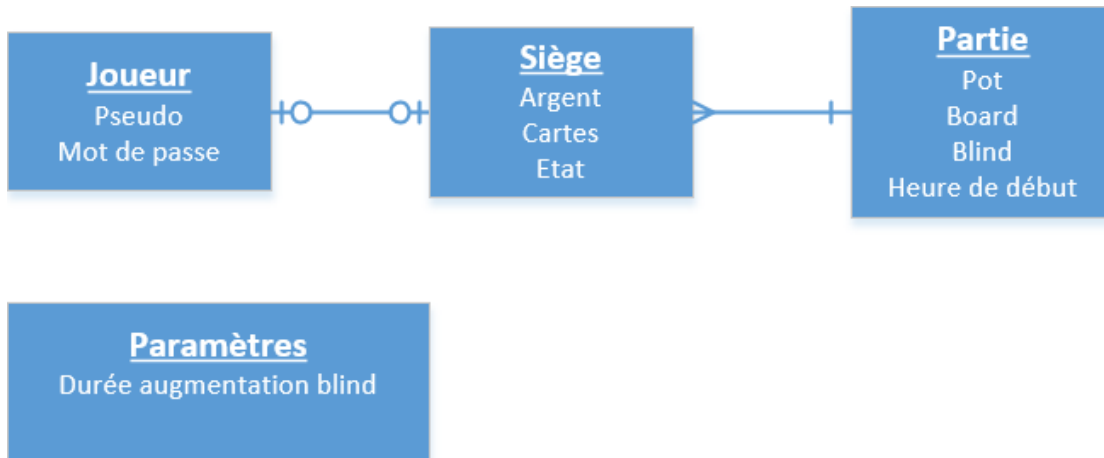 Joueur
Pseudo
Mot de passe
Siège
Argent
Cartes
Etat
Partie
Pot
Board
Blind
Heure de début
Paramètres
Durée augmentation blind